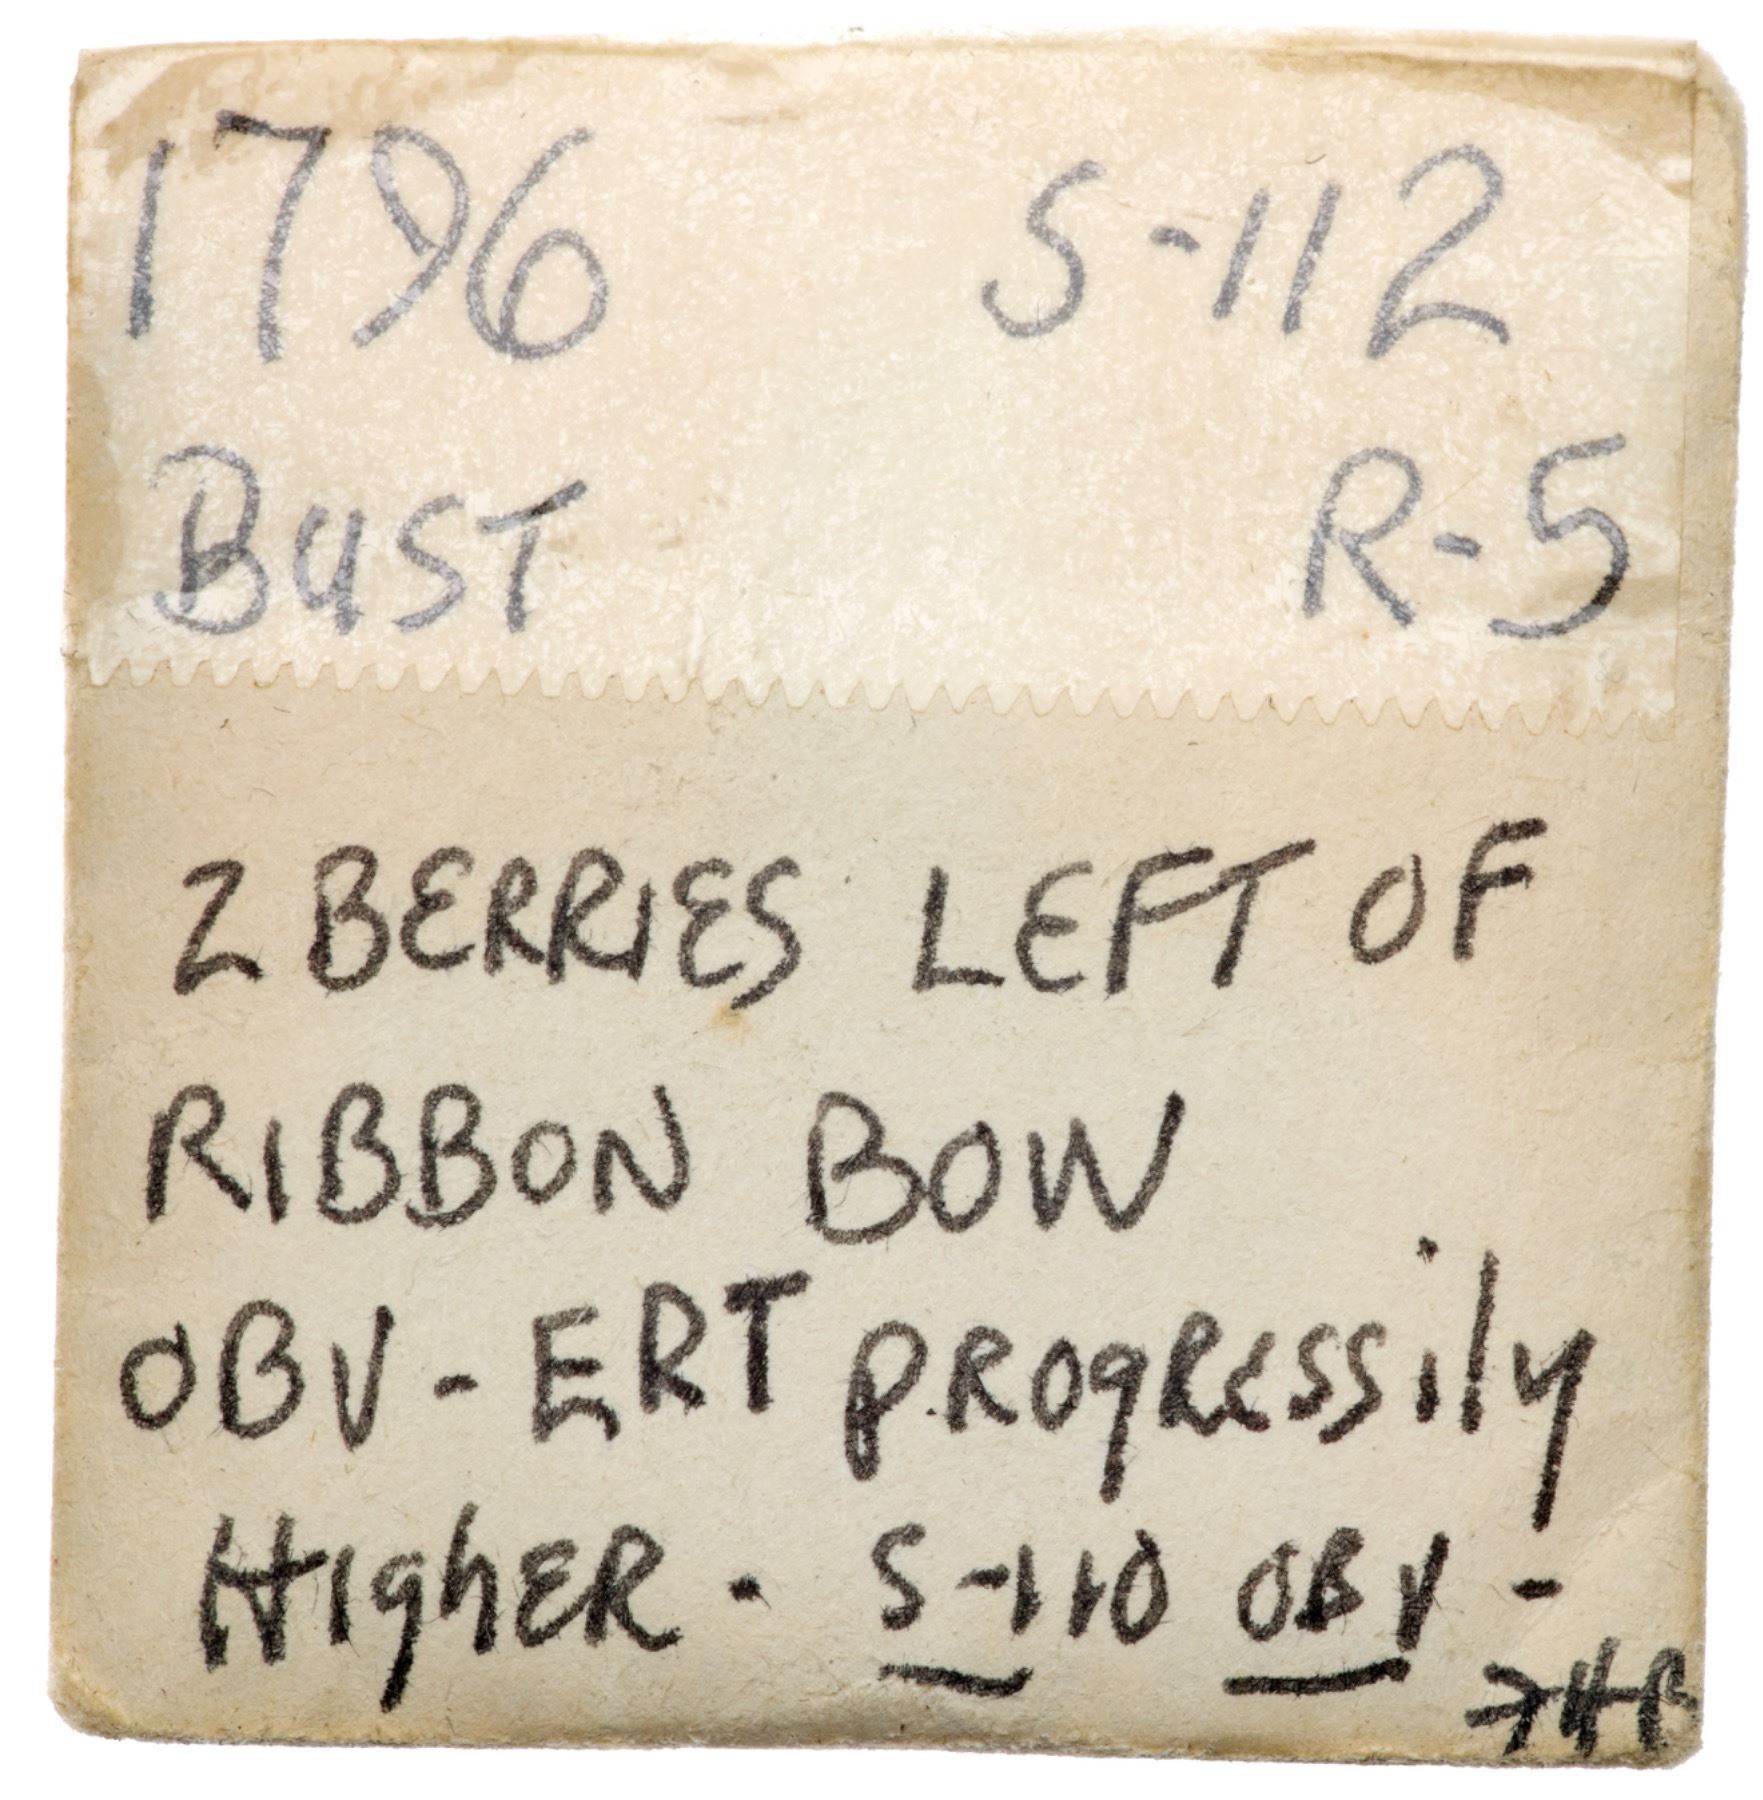 1796 S-112
BUST R-5
2 BERRIES LEFT OF
RIBBON BOW
OBV - ERT PROgRESSily
HIghER . S-110 OBV -